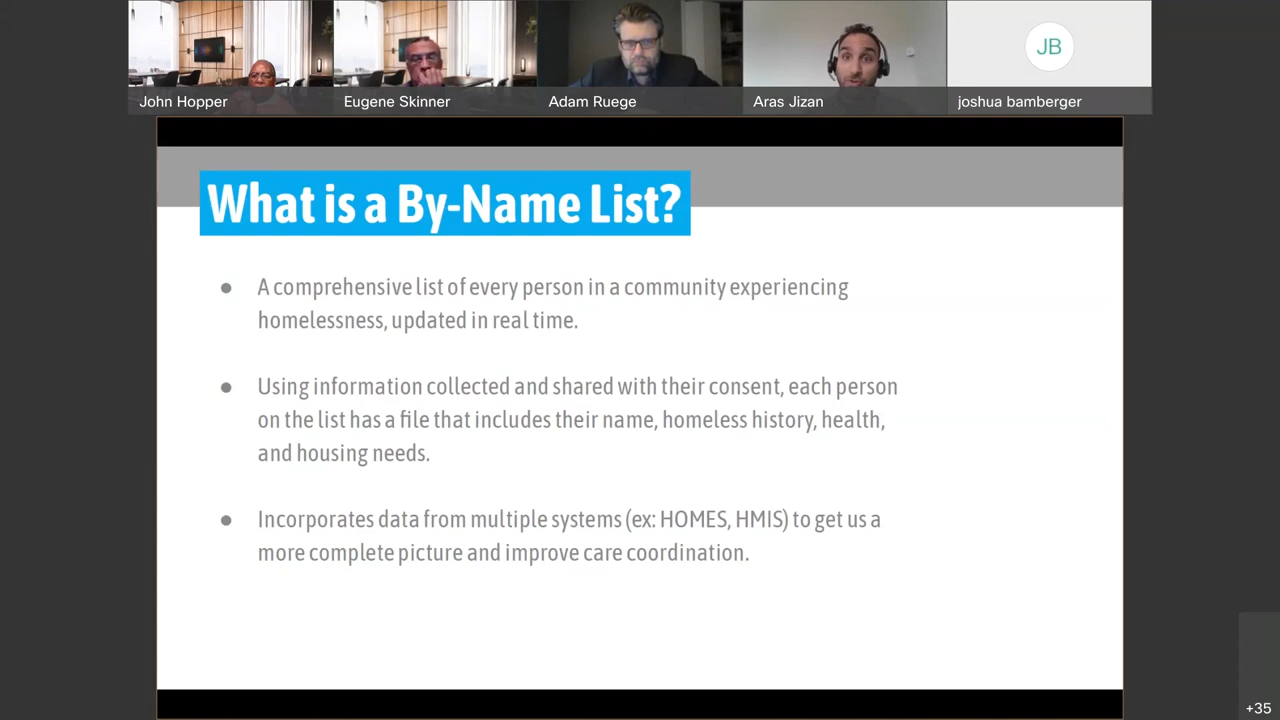 John Hopper
Eugene Skinner
Adam Ruege
Aras Jizan
JB
joshua bamberger
What is a By-Name List?
● A comprehensive list of every person in a community experiencing
homelessness, updated in real time.
● Using information collected and shared with their consent, each person
on the list has a file that includes their name, homeless history, health,
and housing needs.
● Incorporates data from multiple systems (ex: HOMES, HMIS) to get us a
more complete picture and improve care coordination.
+35